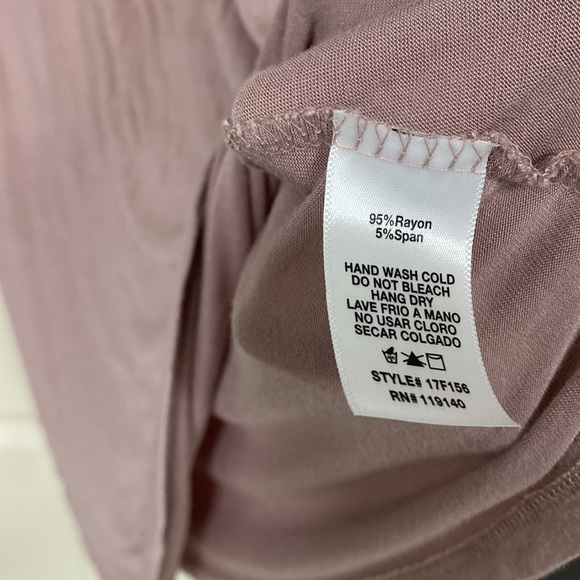 95%Rayon
5%Span
HAND WASH COLD
DO NOT BLEACH
HANG DRY
LAVE FRIO A MANO
NO USAR CLORO
SECAR COLGADO
STYLE# 17F156
RN# 119140